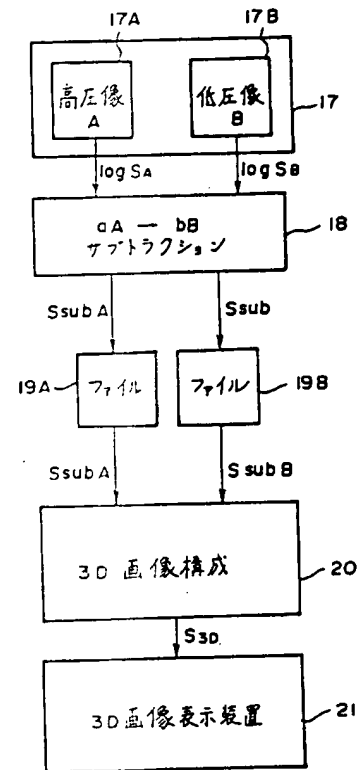 17A
17B
高圧像
A
低圧像
B
17
log SA
log SB
aA − bB
サブトラクション
18
Ssub A
Ssub
19A
ファイル
ファイル
19B
Ssub A
Ssub B
3D 画像構成
20
S3D
3D 画像表示装置
21